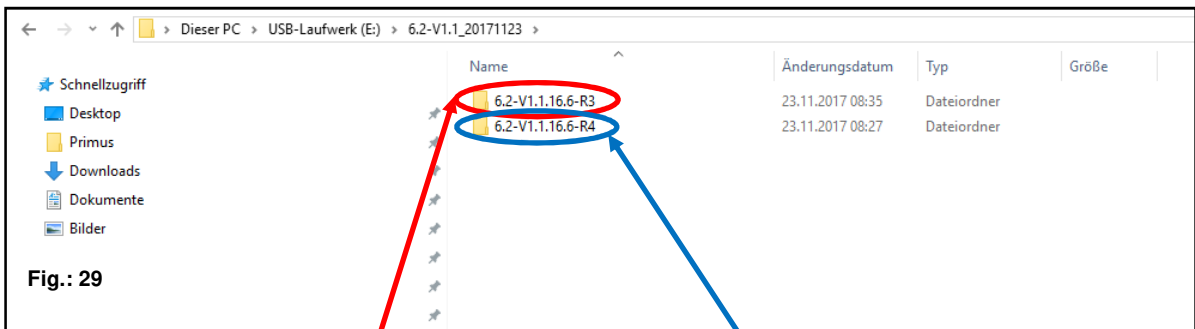 Dieser PC > USB-Laufwerk (E:) > 6.2-V1.1_20171123 >
Name Änderungsdatum Typ Größe
Schnellzugriff
Desktop
Primus
Downloads
Dokumente
Bilder
6.2-V1.1.16.6-R3 23.11.2017 08:35 Dateiordner
6.2-V1.1.16.6-R4 23.11.2017 08:27 Dateiordner
Fig.: 29